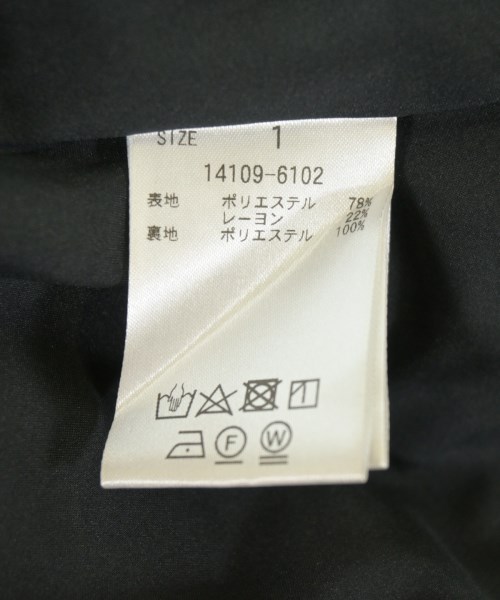 SIZE 1
14109-6102
表地 ポリエステル 78%
レーヨン 22%
裏地 ポリエステル 100%
F W